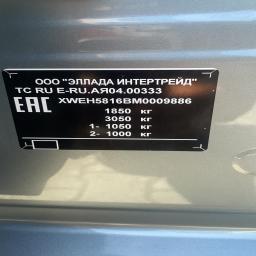 ООО "ЭЛЛАДА ИНТЕРТРЕЙД"
ТС RU E-RU.АЯ04.00333
EAC
XWEH5816BM0009886
1850 кг
3050 кг
1- 1050 кг
2- 1000 кг